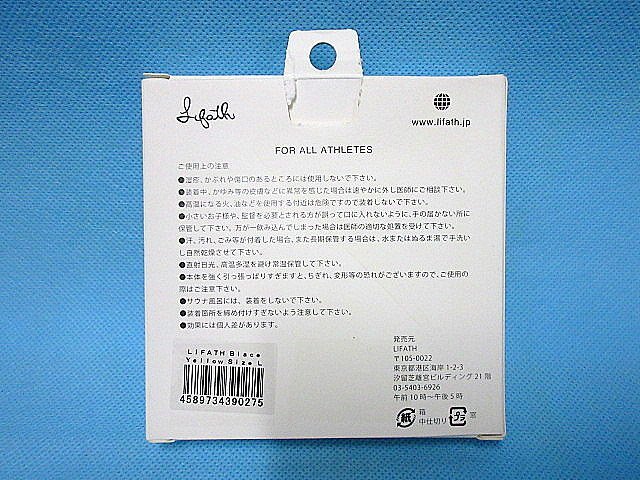 Lifath
www.lifath.jp
FOR ALL ATHLETES
ご使用上の注意
●湿疹、かぶれや傷口のあるところには使用しないで下さい。
●装着中、かゆみ等の皮膚などに異常を感じた場合は速やかに外し医師にご相談下さい。
●高温になる火、油などを使用する付近は危険ですので装着しないで下さい。
●小さいお子様や、監督を必要とされる方が誤って口に入れないように、手の届かない所に
保管して下さい。万が一飲み込んでしまった場合は医師の適切な処置を受けて下さい。
●汗、汚れ、ごみ等が付着した場合、また長期保管する場合は、水またはぬるま湯で手洗い
し自然乾燥させて下さい。
●直射日光、高温多湿を避け常温保管して下さい。
●本体を強く引っ張っぱりすぎますと、ちぎれ、変形等の恐れがございますので、ご使用の
際はご注意下さい。
●サウナ風呂には、装着をしないで下さい。
●装着箇所を締め付けすぎないよう注意して下さい。
●効果には個人差があります。
LIFATH Blace
Yellow Size L
4589734390275
発売元
LIFATH
〒105-0022
東京都港区海岸 1-2-3
汐留芝離宮ビルディング 21 階
03-5403-6926
午前 10 時〜午後 5 時
紙
箱
中仕切り
プラ
窓